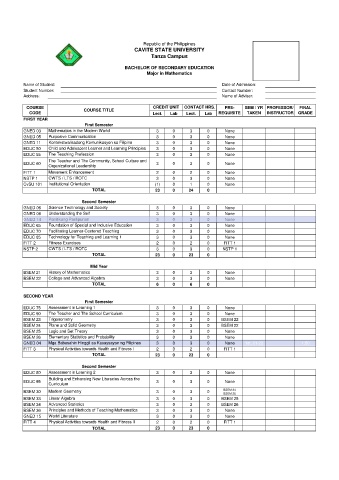 Republic of the Philippines
CAVITE STATE UNIVERSITY
Tanza Campus
BACHELOR OF SECONDARY EDUCATION
Major in Mathematics
Name of Student: Date of Admission:
Student Number: Contact Number:
Address: Name of Adviser:
COURSE CODE COURSE TITLE CREDIT UNIT CONTACT HRS. PRE-REQUISITE SEM / YR TAKEN PROFESSOR/ INSTRUCTOR FINAL GRADE
Lect. Lab Lect. Lab
FIRST YEAR
First Semester
GNED 03 Mathematics in the Modern World 3 0 3 0 None
GNED 05 Purposive Communication 3 0 3 0 None
GNED 11 Kontekstwalisadong Komunikasyon sa Filipino 3 0 3 0 None
EDUC 50 Child and Adolescent Learner and Learning Principles 3 0 3 0 None
EDUC 55 The Teaching Profession 3 0 3 0 None
EDUC 60 The Teacher and The Community, School Culture and Organizational Leadership 3 0 3 0 None
FITT 1 Movement Enhancement 2 0 2 0 None
NSTP 1 CWTS / LTS / ROTC 3 0 3 0 None
CVSU 101 Institutional Orientation (1) 0 1 0 None
TOTAL 23 0 24 0
Second Semester
GNED 06 Science Technology and Society 3 0 3 0 None
GNED 08 Understanding the Self 3 0 3 0 None
3 0 3 0 None
EDUC 65 Foundation of Special and Inclusive Education 3 0 3 0 None
EDUC 70 Facilitating Learner-Centered Teaching 3 0 3 0 None
EDUC 85 Technology for Teaching and Learning 1 3 0 3 0 None
FITT 2 Fitness Exercises 2 0 2 0 FITT 1
NSTP 2 CWTS / LTS / ROTC 3 0 3 0 NSTP 1
TOTAL 23 0 23 0
Mid Year
BSEM 21 History of Mathematics 3 0 3 0 None
BSEM 22 College and Advanced Algebra 3 0 3 0 None
TOTAL 6 0 6 0
SECOND YEAR
First Semester
EDUC 75 Assessment in Learning 1 3 0 3 0 None
EDUC 90 The Teacher and The School Curriculum 3 0 3 0 None
BSEM 23 Trigonometry 3 0 3 0 BSEM 22
BSEM 24 Plane and Solid Geometry 3 0 3 0 BSEM 22
BSEM 25 Logic and Set Theory 3 0 3 0 None
BSEM 26 Elementary Statistics and Probability 3 0 3 0 None
GNED 04 Mga Babasahin Hinggil sa Kasaysayan ng Pilipinas 3 0 3 0 None
FITT 3 Physical Activities towards Health and Fitness I 2 0 2 0 FITT 1
TOTAL 23 0 23 0
Second Semester
EDUC 80 Assessment in Learning 2 3 0 3 0 None
EDUC 95 Building and Enhancing New Literacies Across the Curriculum 3 0 3 0 None
BSEM 30 Modern Geometry 3 0 3 0
BSEM 33 Linear Algebra 3 0 3 0 BSEM 25
BSEM 34 Advanced Statistics 3 0 3 0 BSEM 26
BSEM 36 Principles and Methods of Teaching Mathematics 3 0 3 0 None
GNED 15 World Literature 3 0 3 0 None
FITT 4 Physical Activities towards Health and Fitness II 2 0 2 0 FITT 1
TOTAL 23 0 23 0